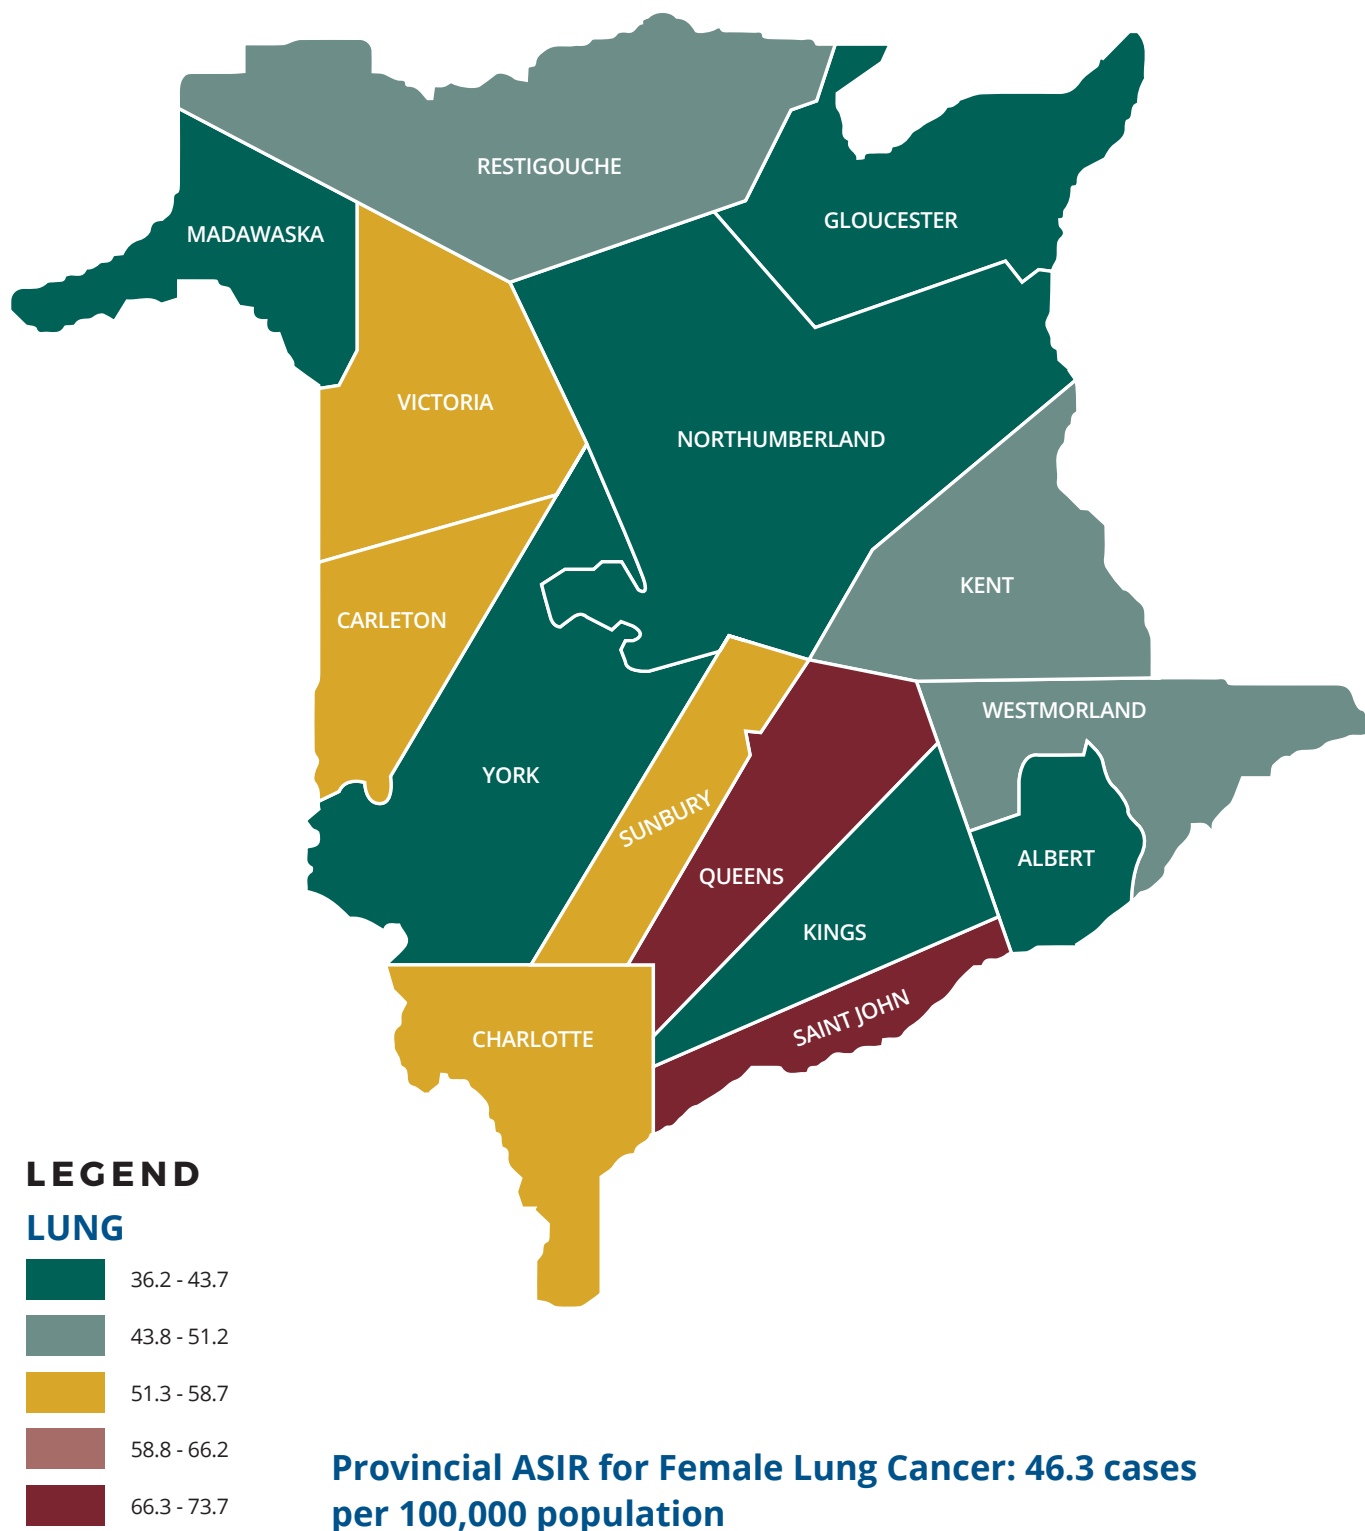 RESTIGOUCHE
GLOUCESTER
MADAWASKA
VICTORIA
NORTHUMBERLAND
KENT
CARLETON
WESTMORLAND
YORK
SUNBURY
ALBERT
QUEENS
KINGS
SAINT JOHN
CHARLOTTE
LEGEND
LUNG
36.2 - 43.7
43.8 - 51.2
51.3 - 58.7
58.8 - 66.2
66.3 - 73.7
Provincial ASIR for Female Lung Cancer: 46.3 cases
per 100,000 population